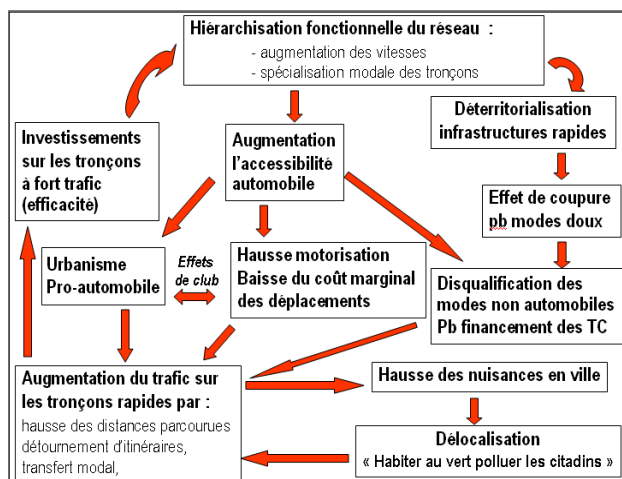 Hiérarchisation fonctionnelle du réseau :
- augmentation des vitesses
- spécialisation modale des tronçons
Investissements
sur les tronçons
à fort trafic
(efficacité)
Augmentation
l'accessibilité
automobile
Déterritorialisation
infrastructures rapides
Effet de coupure
pb modes doux
Urbanisme
Pro-automobile
Effets
de club
Hausse motorisation
Baisse du coût marginal
des déplacements
Disqualification des
modes non automobiles
Pb financement des TC
Augmentation du trafic sur
les tronçons rapides par :
hausse des distances parcourues
détournement d'itinéraires,
transfert modal,
Hausse des nuisances en ville
Délocalisation
« Habiter au vert polluer les citadins »